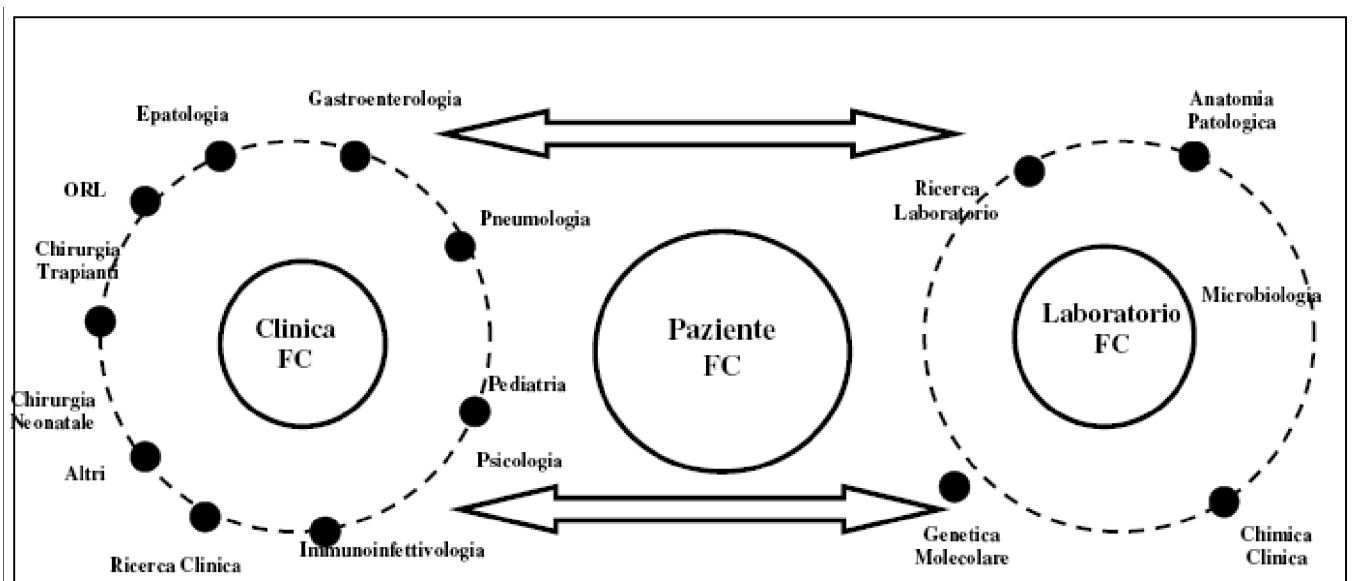 Gastroenterologia
Epatologia
ORL
Chirurgia
Trapianti
Pneumologia
Clinica
FC
Chirurgia
Neonatale
Pediatria
Altri
Psicologia
Immunoinfettivologia
Ricerca Clinica
Paziente
FC
Anatomia
Patologica
Ricerca
Laboratorio
Microbiologia
Laboratorio
FC
Genetica
Molecolare
Chimica
Clinica